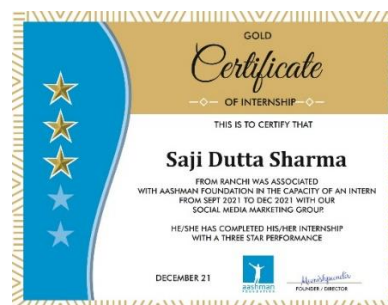 GOLD
Certificate
OF INTERNSHIP
THIS IS TO CERTIFY THAT
Saji Dutta Sharma
FROM RANCHI WAS ASSOCIATED
WITH AASHMAN FOUNDATION IN THE CAPACITY OF AN INTERN
FROM SEPT 2021 TO DEC 2021 WITH OUR
SOCIAL MEDIA MARKETING GROUP.
HE/SHE HAS COMPLETED HIS/HER INTERNSHIP
WITH A THREE STAR PERFORMANCE
DECEMBER 21
aashman
FOUNDATION
FOUNDER / DIRECTOR